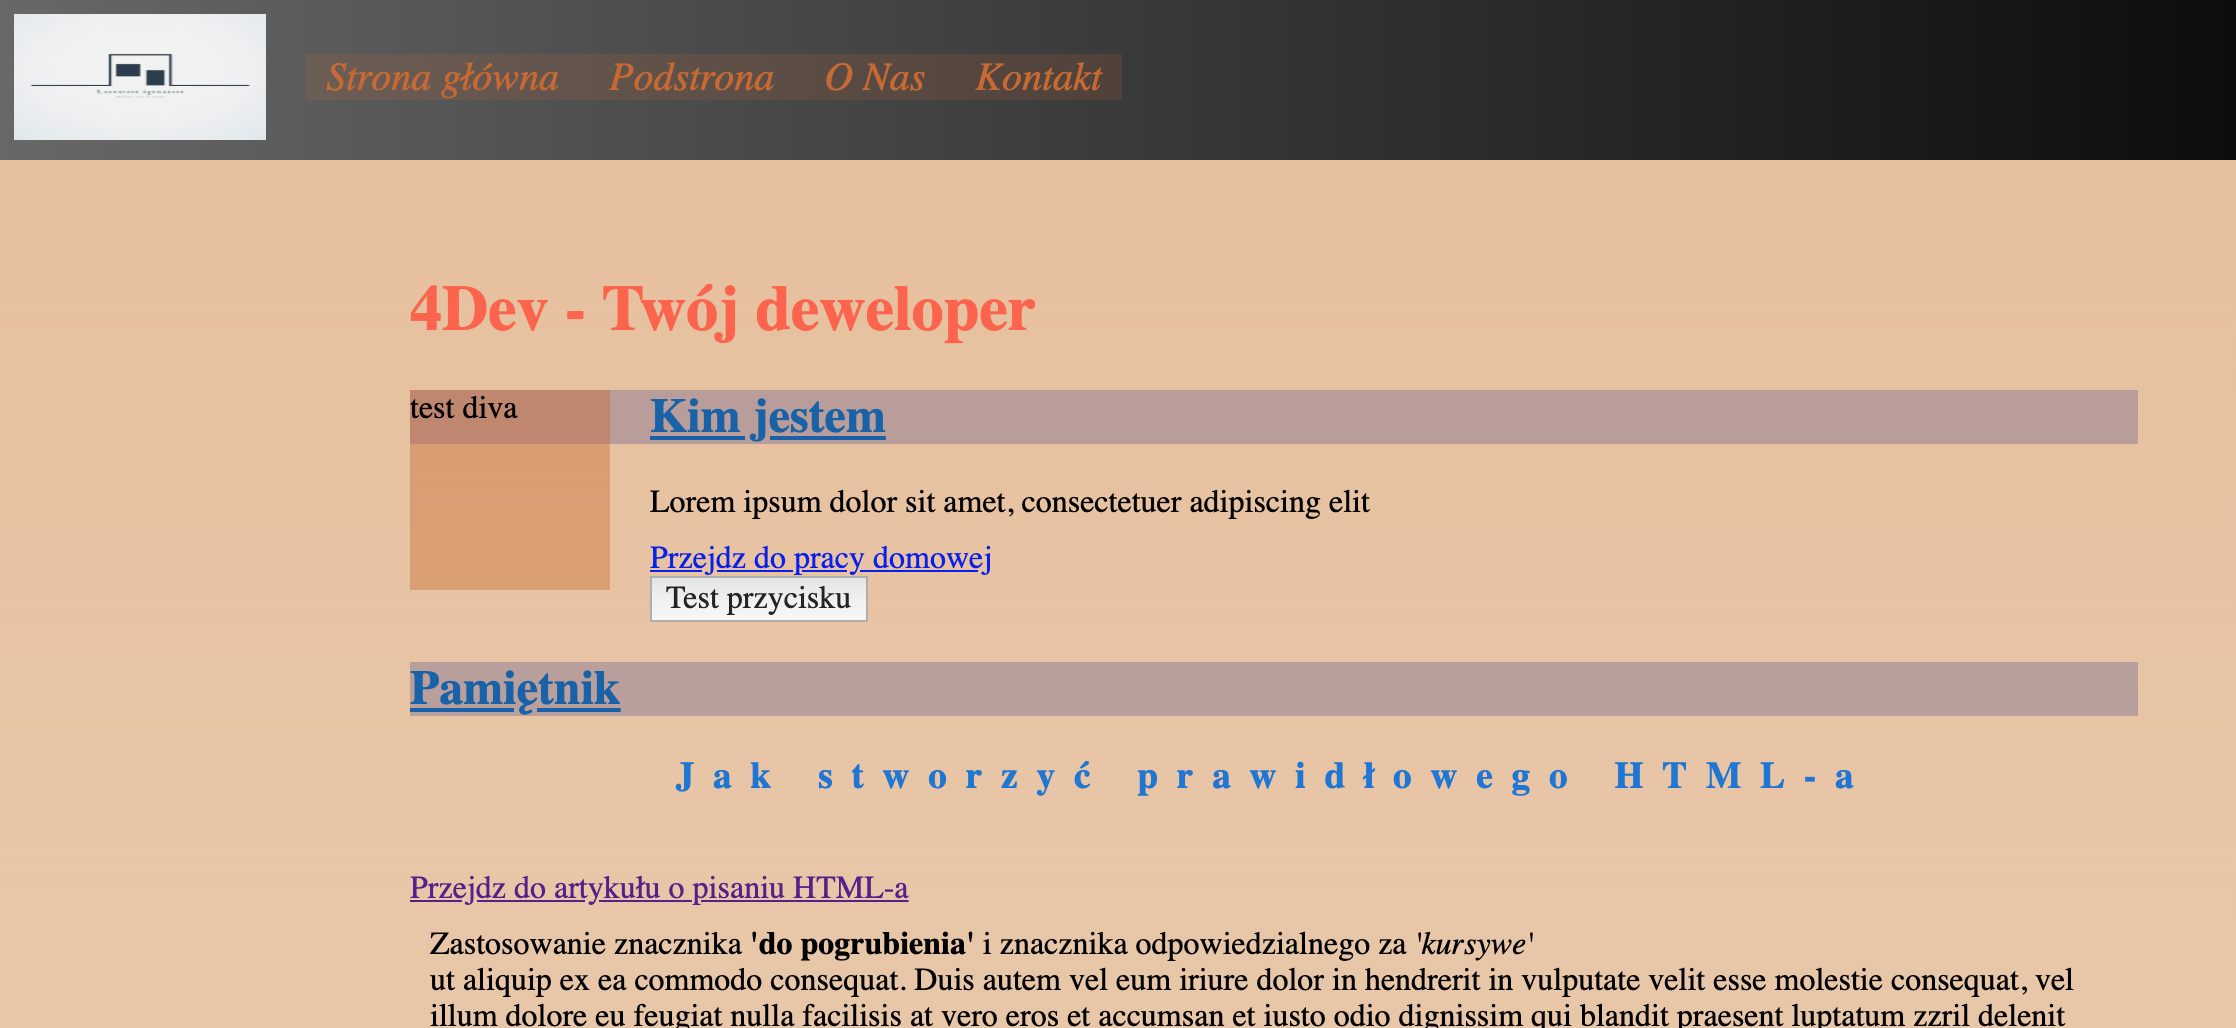 Lorem ipsum
Strona główna Podstrona O Nas Kontakt
4Dev - Twój deweloper
test diva
Kim jestem
Lorem ipsum dolor sit amet, consectetuer adipiscing elit
Przejdz do pracy domowej
Test przycisku
Pamiętnik
Jak stworzyć prawidłowego HTML-a
Przejdz do artykułu o pisaniu HTML-a
Zastosowanie znacznika 'do pogrubienia' i znacznika odpowiedzialnego za 'kursywe'
ut aliquip ex ea commodo consequat. Duis autem vel eum iriure dolor in hendrerit in vulputate velit esse molestie consequat, vel
illum dolore eu feugiat nulla facilisis at vero eros et accumsan et iusto odio dignissim qui blandit praesent luptatum zzril delenit